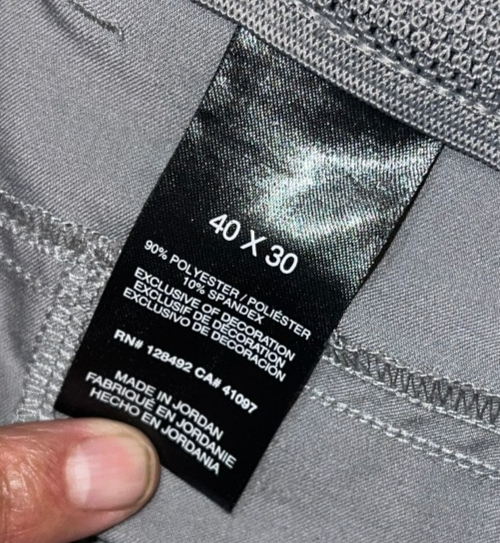 40 X 30
90% POLYESTER / POLIÉSTER
10% SPANDEX
EXCLUSIVE OF DECORATION
EXCLUSIF DE DECORATION
EXCLUSIVO DE DECORACIÓN
RN# 128492 CA# 41097
MADE IN JORDAN
FABRIQUÉ EN JORDANIE
HECHO EN JORDANIA